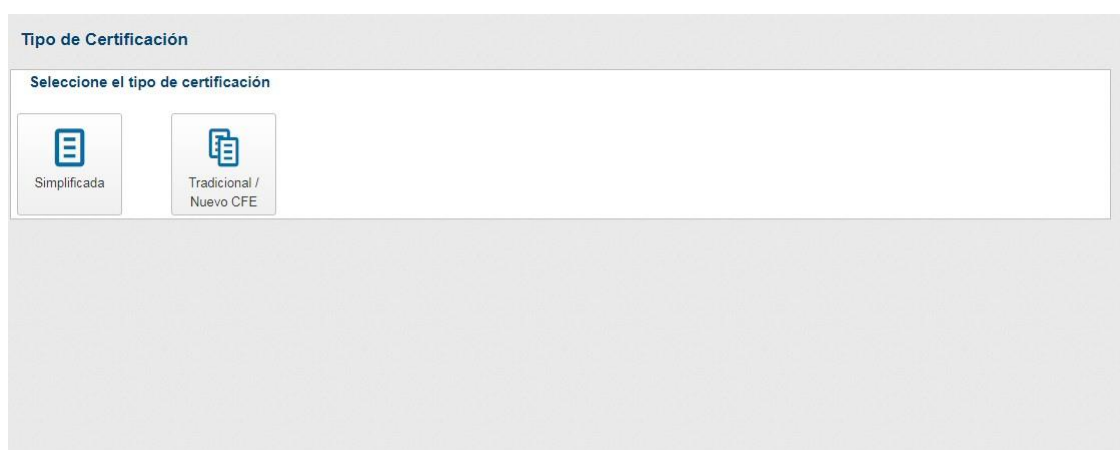 Tipo de Certificación
Seleccione el tipo de certificación
Simplificada
Tradicional /
Nuevo CFE